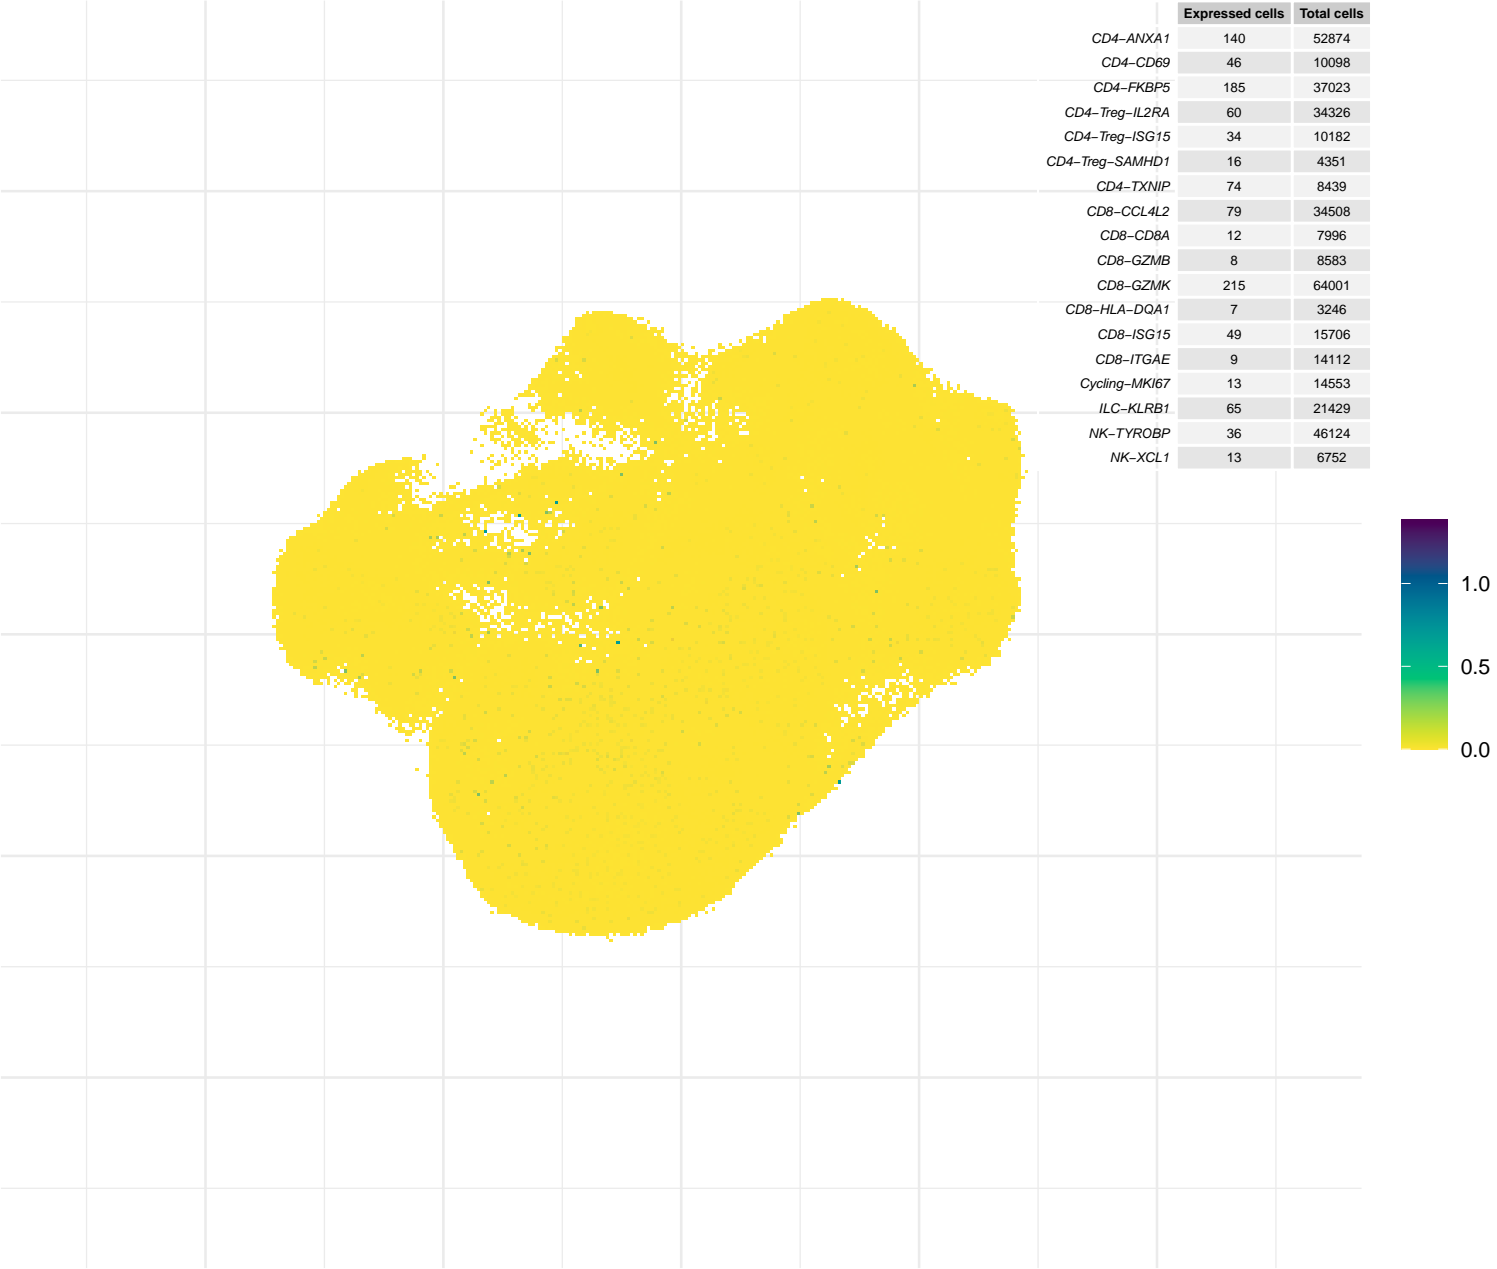 Expressed cells Total cells
CD4−ANXA1 140 52874
CD4−CD69 46 10098
CD4−FKBP5 185 37023
CD4−Treg−IL2RA 60 34326
CD4−Treg−ISG15 34 10182
CD4−Treg−SAMHD1 16 4351
CD4−TXNIP 74 8439
CD8−CCL4L2 79 34508
CD8−CD8A 12 7996
CD8−GZMB 8 8583
CD8−GZMK 215 64001
CD8−HLA−DQA1 7 3246
CD8−ISG15 49 15706
CD8−ITGAE 9 14112
Cycling−MKI67 13 14553
ILC−KLRB1 65 21429
NK−TYROBP 36 46124
NK−XCL1 13 6752
1.0
0.5
0.0